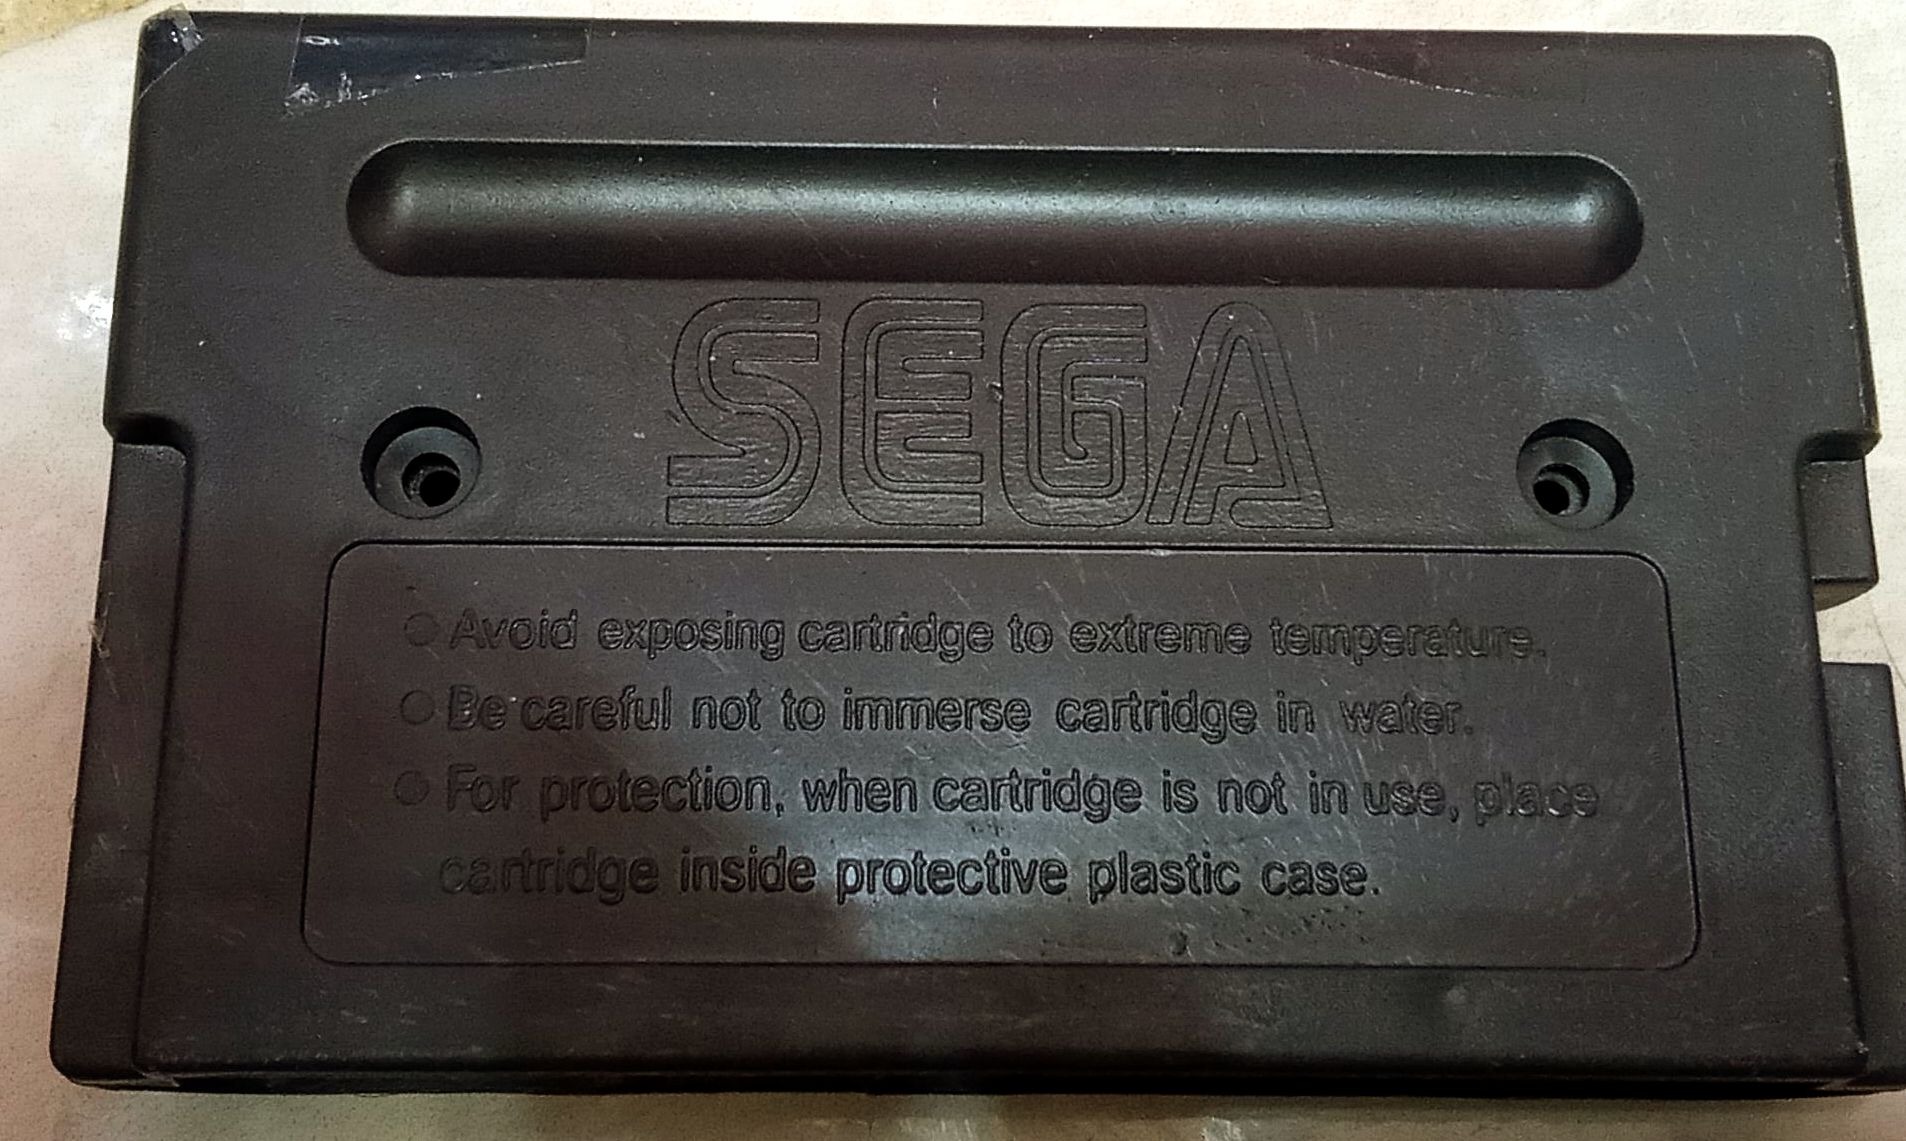 SEGA
● Avoid exposing cartridge to extreme temperature.
● Be careful not to immerse cartridge in water.
● For protection, when cartridge is not in use, place
cartridge inside protective plastic case.